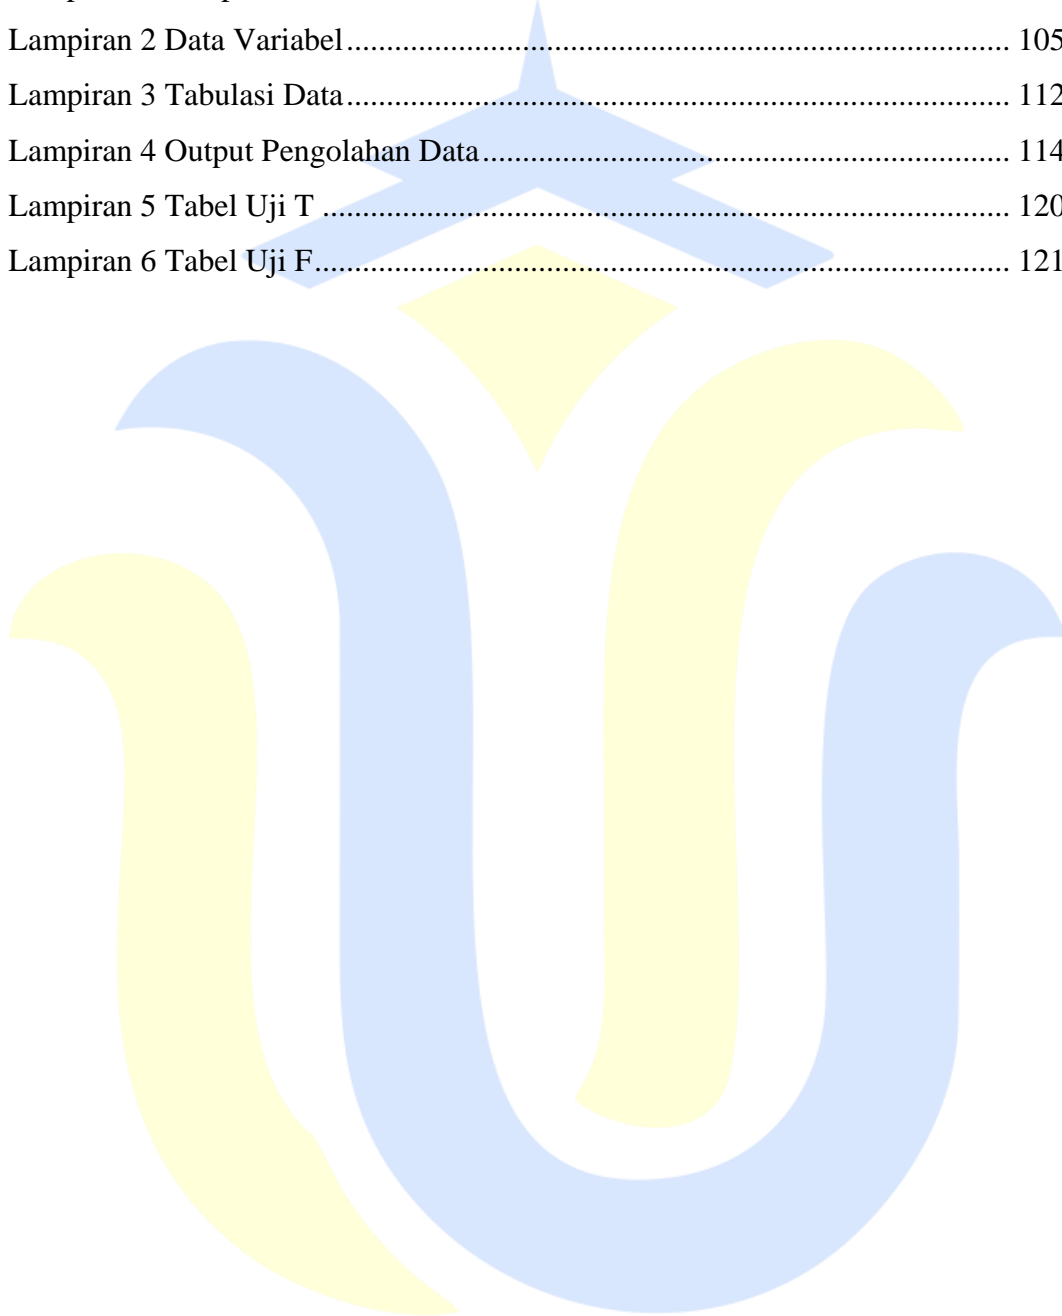 Lampiran 2 Data Variabel.................................................................................... 105
Lampiran 3 Tabulasi Data.................................................................................... 112
Lampiran 4 Output Pengolahan Data................................................................... 114
Lampiran 5 Tabel Uji T ....................................................................................... 120
Lampiran 6 Tabel Uji F........................................................................................ 121